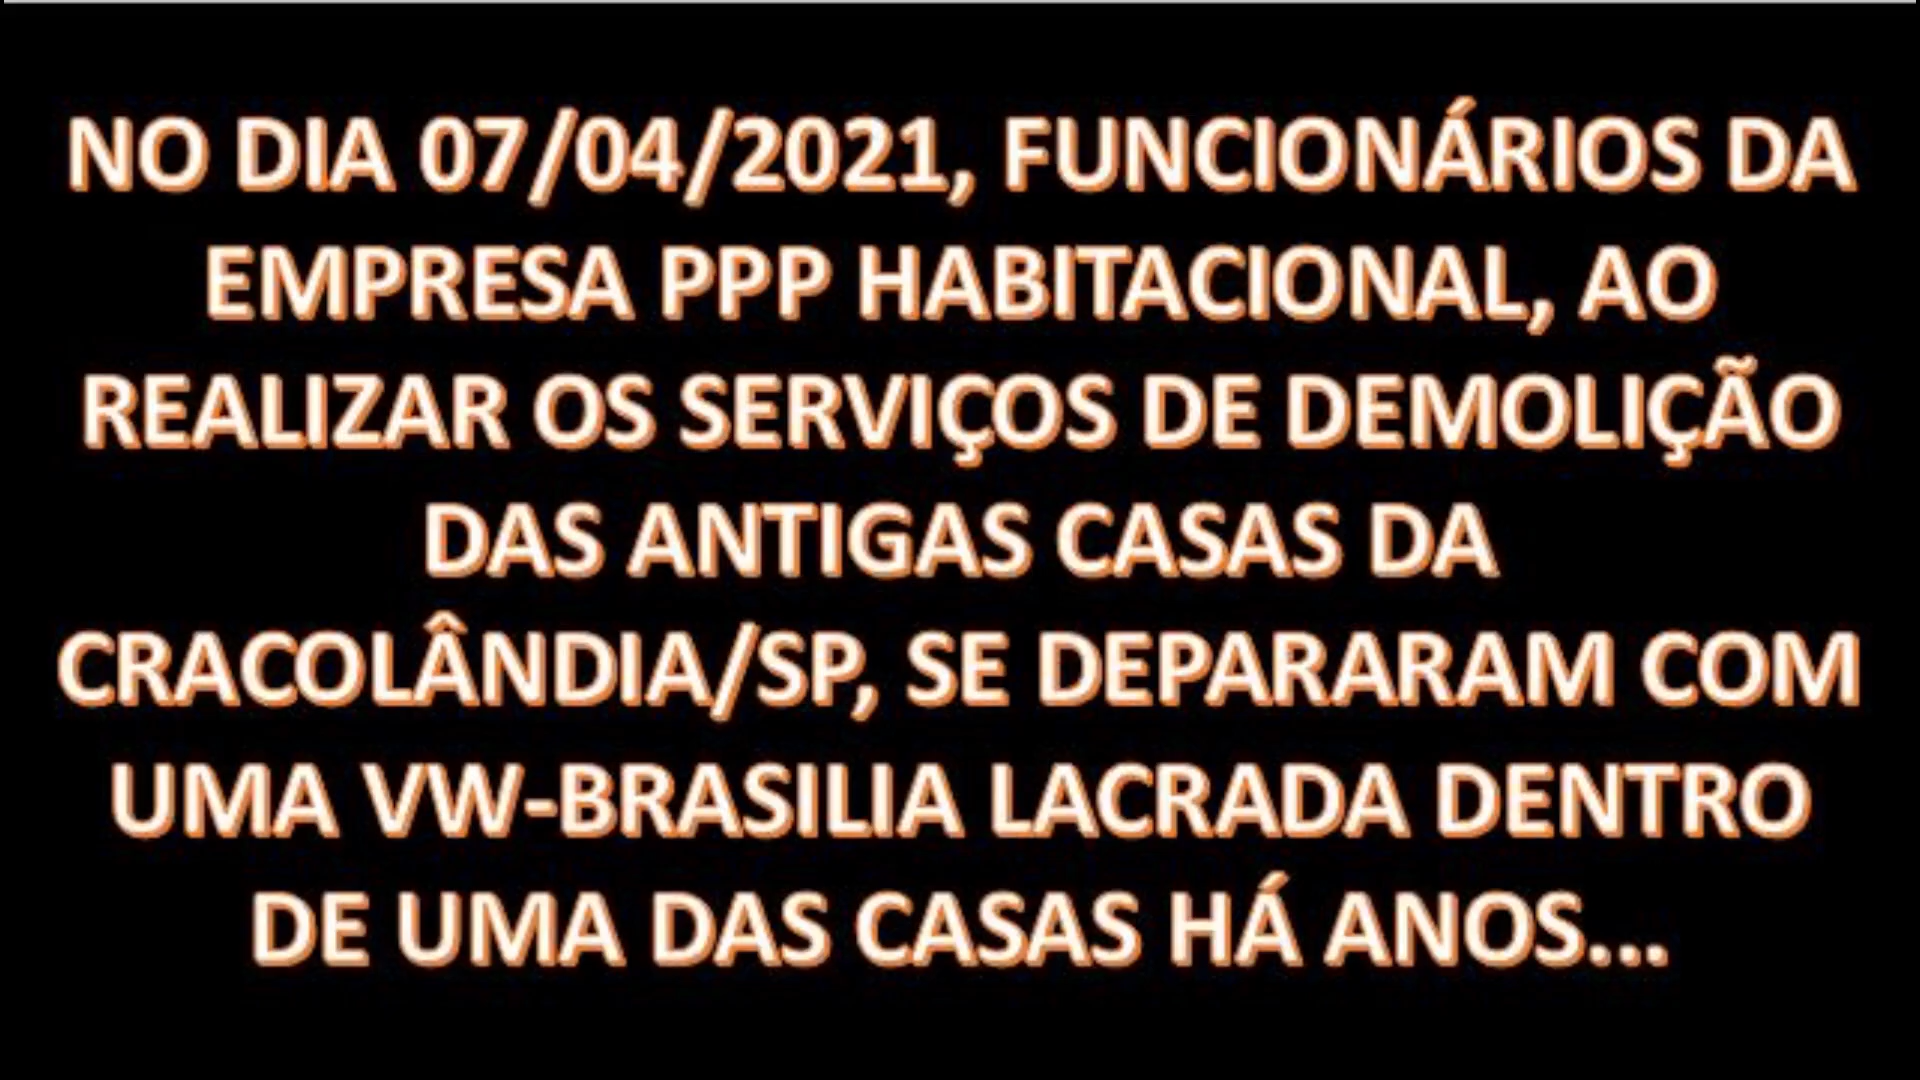 NO DIA 07/04/2021, FUNCIONÁRIOS DA
EMPRESA PPP HABITACIONAL, AO
REALIZAR OS SERVIÇOS DE DEMOLIÇÃO
DAS ANTIGAS CASAS DA
CRACOLÂNDIA/SP, SE DEPARARAM COM
UMA VW-BRASILIA LACRADA DENTRO
DE UMA DAS CASAS HÁ ANOS...